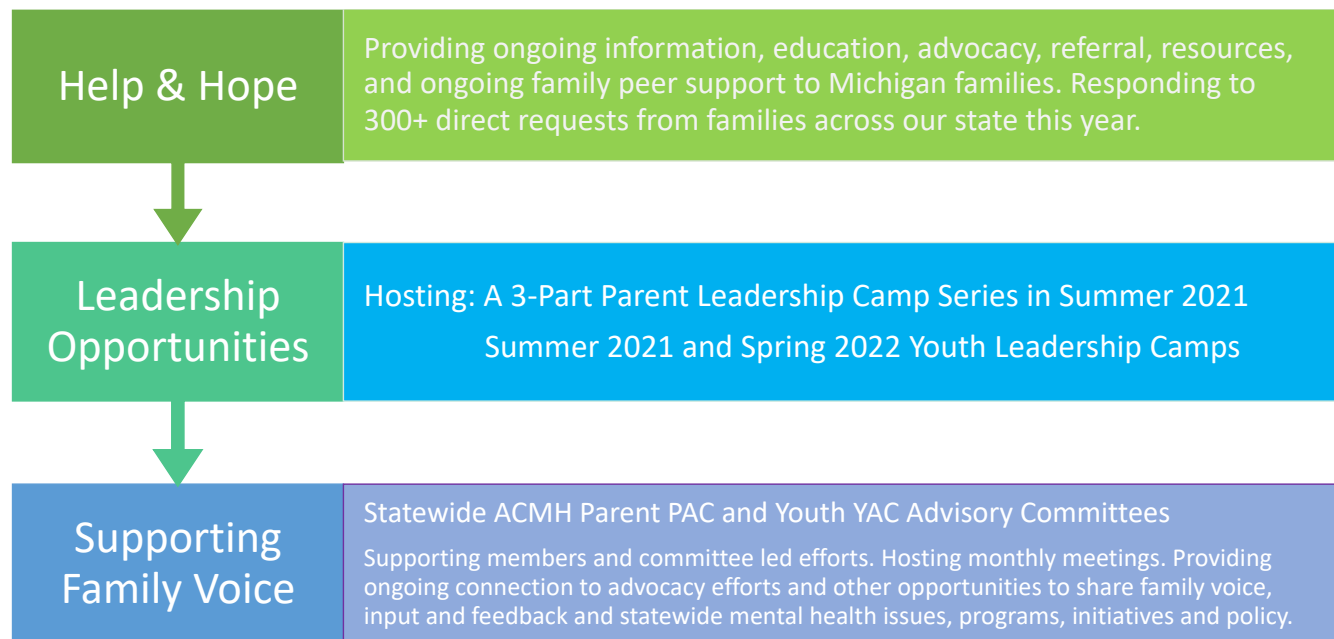 Help & Hope
Providing ongoing information, education, advocacy, referral, resources,
and ongoing family peer support to Michigan families. Responding to
300+ direct requests from families across our state this year.
Leadership
Opportunities
Hosting: A 3-Part Parent Leadership Camp Series in Summer 2021
Summer 2021 and Spring 2022 Youth Leadership Camps
Supporting
Family Voice
Statewide ACMH Parent PAC and Youth YAC Advisory Committees
Supporting members and committee led efforts. Hosting monthly meetings. Providing
ongoing connection to advocacy efforts and other opportunities to share family voice,
input and feedback and statewide mental health issues, programs, initiatives and policy.